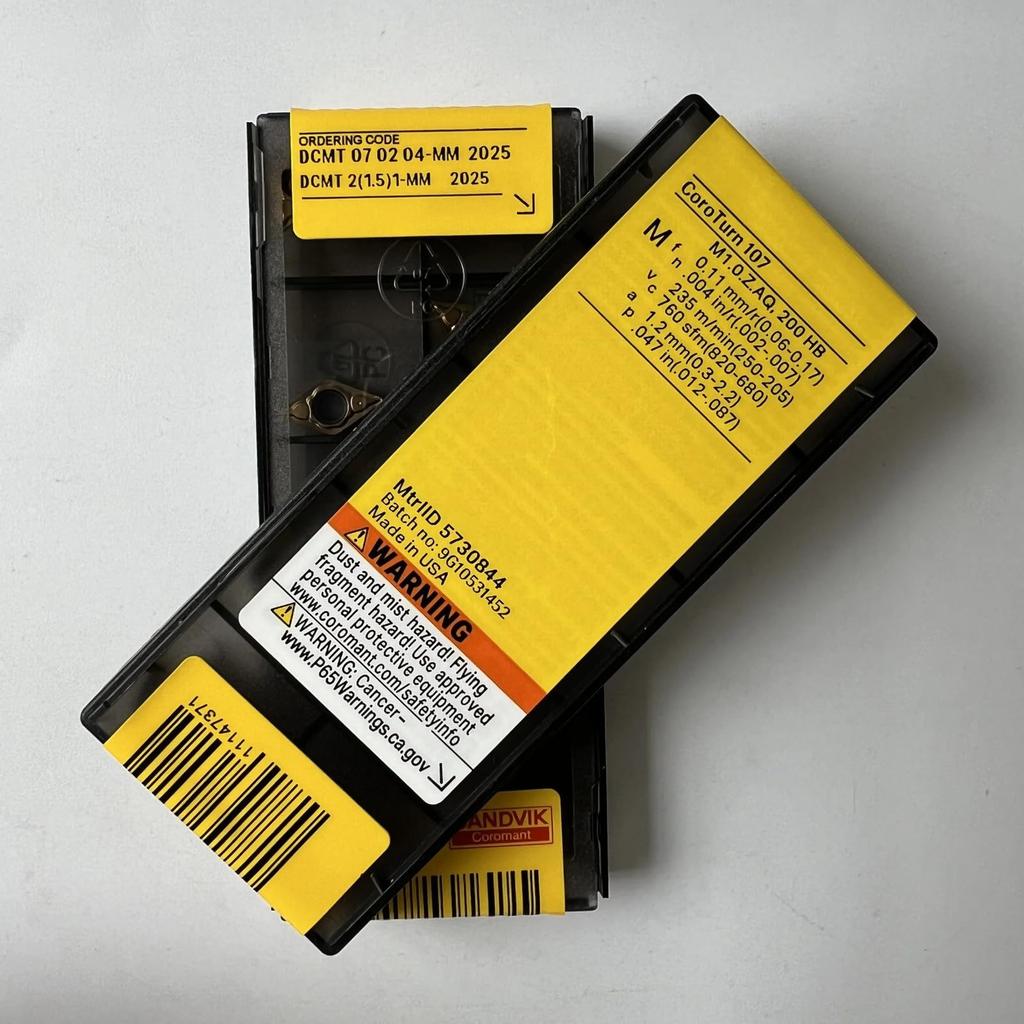 ORDERING CODE
DCMT 07 02 04-MM 2025
DCMT 2(1.5)1-MM 2025
CoroTurn 107
M1.0.Z.AQ, 200 HB
M fn 0.11 mm/r(0.06-0.17)
.004 in/r(.002-.007)
vc 235 m/min(250-205)
760 sfm(820-680)
ap 1.2 mm(0.3-2.2)
.047 in(.012-.087)
MtrlID 5730844
Batch no: 9G10531452
Made in USA
WARNING
Dust and mist hazard! Flying
fragment hazard! Use approved
personal protective equipment
www.coromant.com/safetyinfo
WARNING: Cancer–
www.P65Warnings.ca.gov
11147371
ANDVIK
Coromant